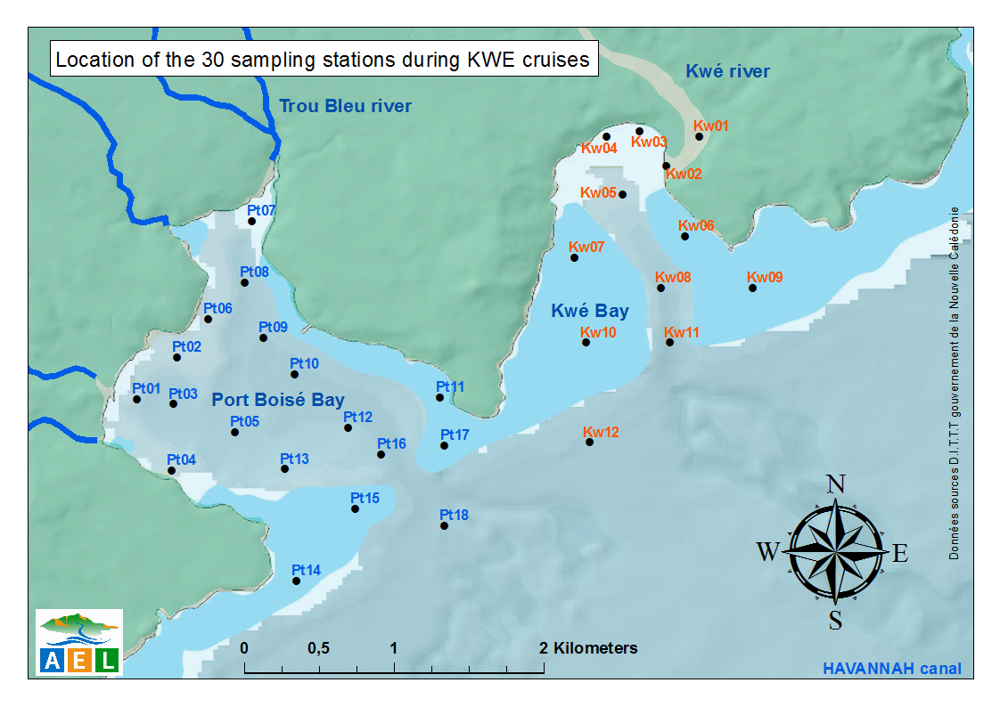 Location of the 30 sampling stations during KWE cruises
Kwé river
Trou Bleu river
Kw01
Kw03
Kw04
Kw02
Kw05
Pt07
Kw06
Kw07
Pt08
Kw08
Kw09
Pt06
Kwé Bay
Pt09
Kw10
Kw11
Pt02
Pt10
Pt01
Pt03
Pt11
Port Boisé Bay
Pt05
Pt12
Pt17
Kw12
Pt16
Pt04
Pt13
Pt15
Pt18
Pt14
N
W
E
S
Données sources D.I.T.T.T gouvernement de la Nouvelle Calédonie
A E L
0 0,5 1 2 Kilometers
HAVANNAH canal